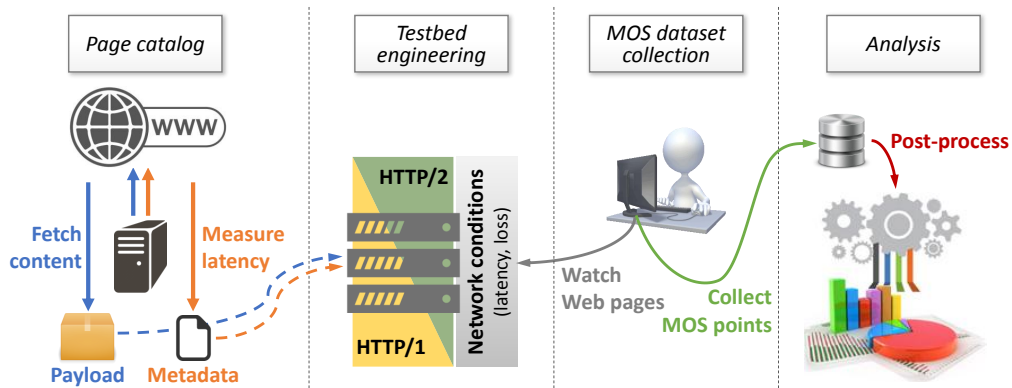 Page catalog
Testbed
engineering
MOS dataset
collection
Analysis
WWW
Fetch
content
Measure
latency
Payload
Metadata
HTTP/2
HTTP/1
Network conditions
(latency, loss)
Watch
Web pages
Collect
MOS points
Post-process